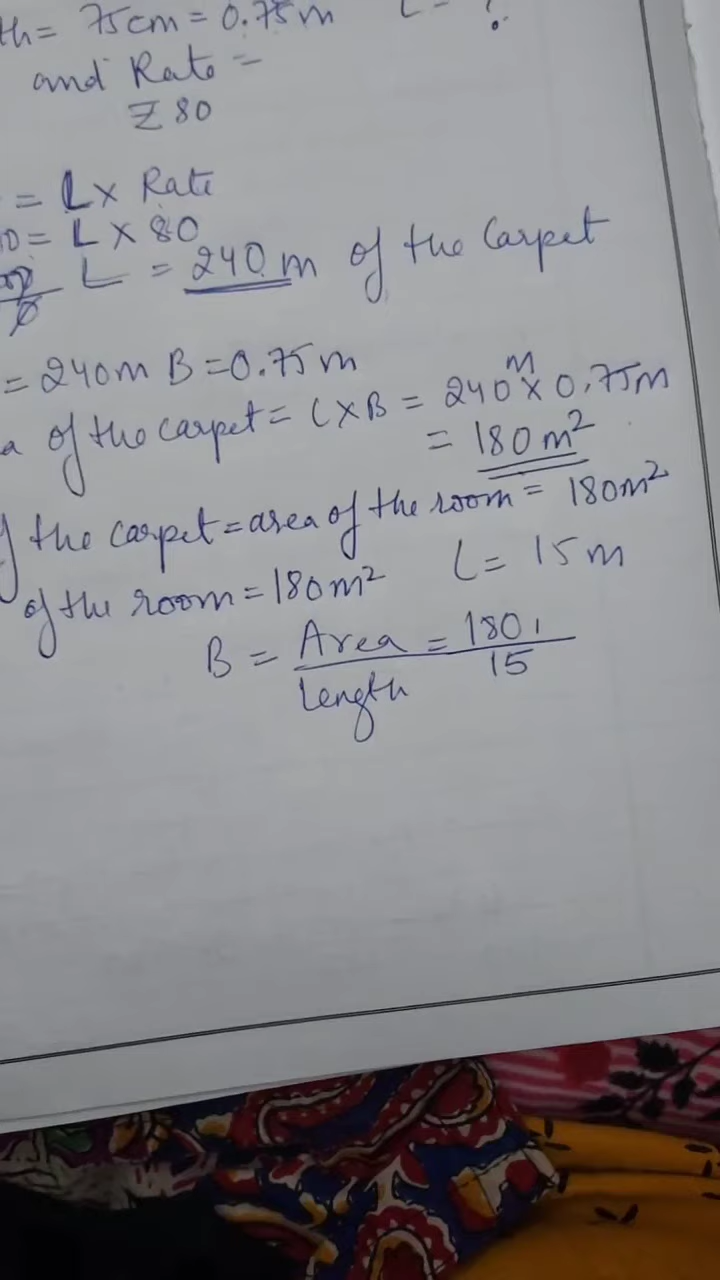 th= 75cm = 0.75m L= ?
and Rate =
₹ 80
= L× Rate
= L × 80
L = 240 m of the Carpet
= 240m B = 0.75m
a of the carpet = L×B = 240m × 0.75m
= 180 m²
the carpet = area of the room = 180m²
of the room = 180m² L= 15 m
B = Area/Length = 180/15